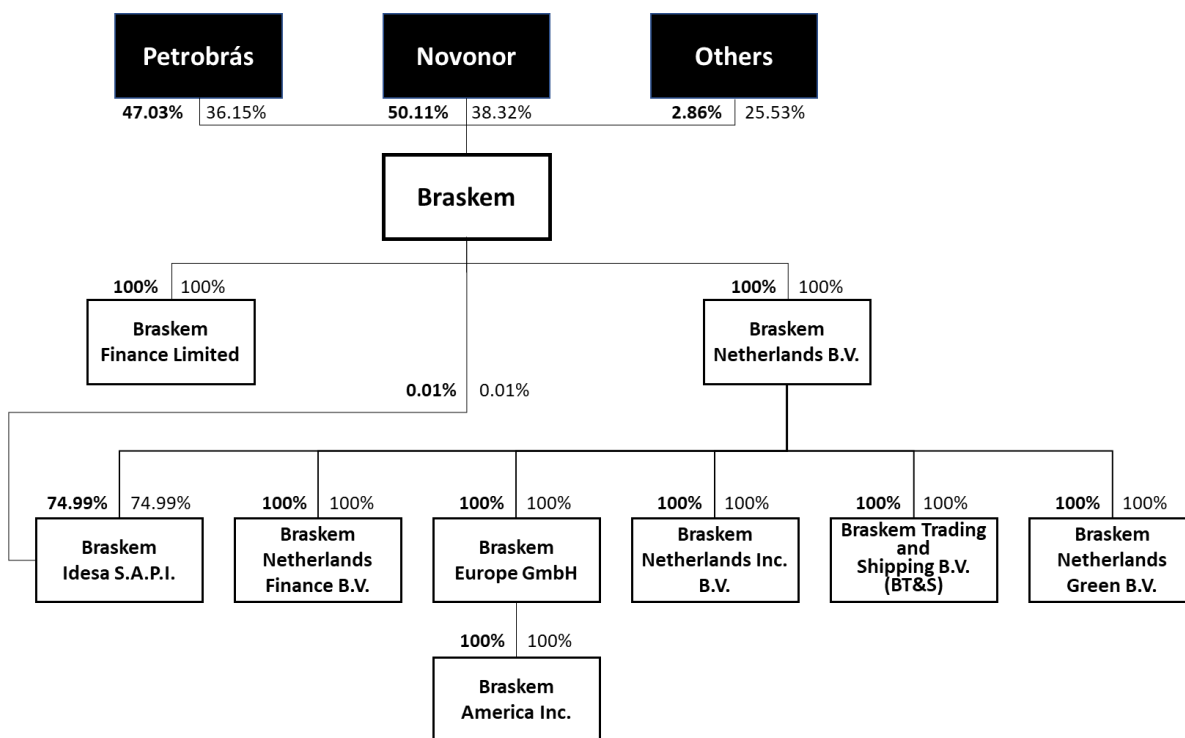 Petrobrás
Novonor
Others
47.03% 36.15%
50.11% 38.32%
2.86% 25.53%
Braskem
100% 100%
100% 100%
Braskem
Finance Limited
Braskem
Netherlands B.V.
0.01% 0.01%
74.99% 74.99%
100% 100%
100% 100%
100% 100%
100% 100%
100% 100%
Braskem
Idesa S.A.P.I.
Braskem
Netherlands
Finance B.V.
Braskem
Europe GmbH
Braskem
Netherlands Inc.
B.V.
Braskem Trading
and
Shipping B.V.
(BT&S)
Braskem
Netherlands
Green B.V.
100% 100%
Braskem
America Inc.